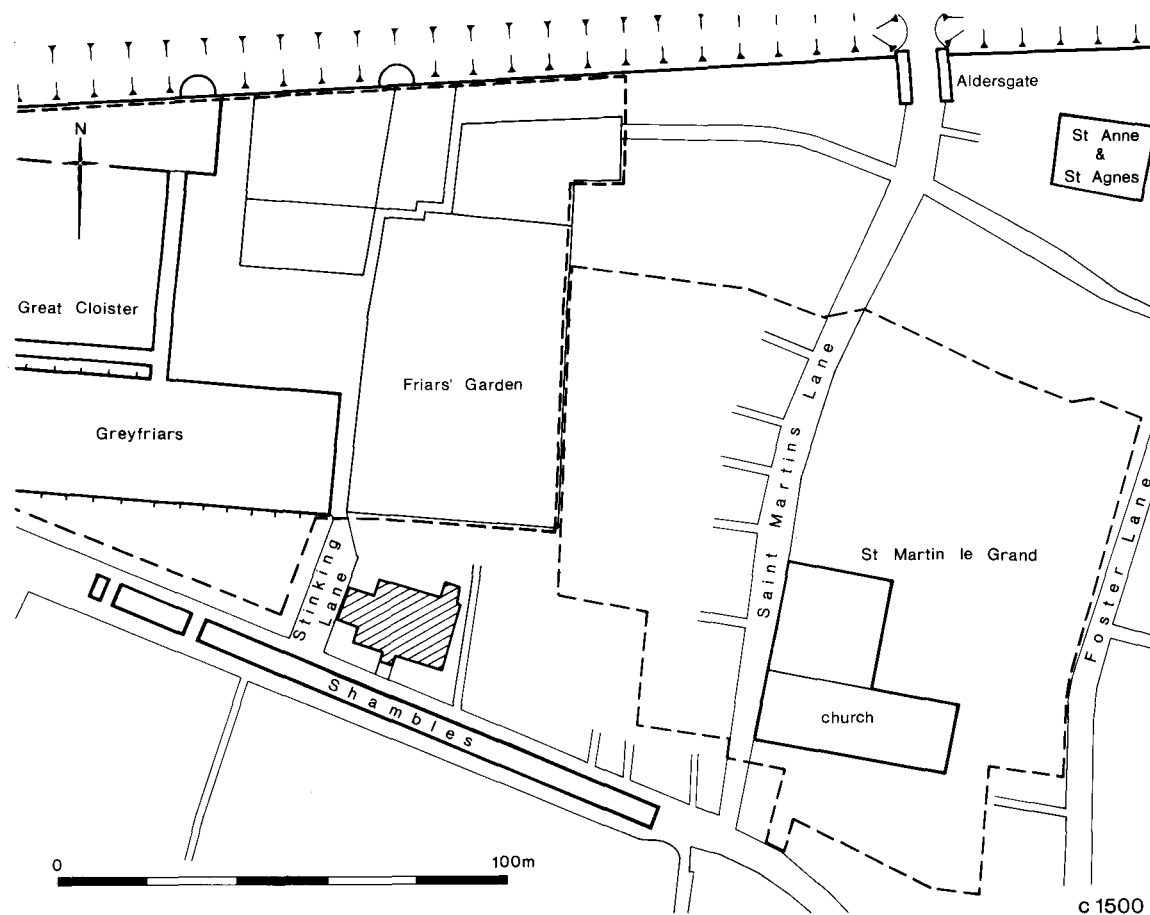 Aldersgate
St Anne
&
St Agnes
N
Great Cloister
Friars' Garden
Greyfriars
Saint Martins Lane
St Martin le Grand
Foster Lane
Stinking
Lane
Shambles
church
0
100m
c 1500